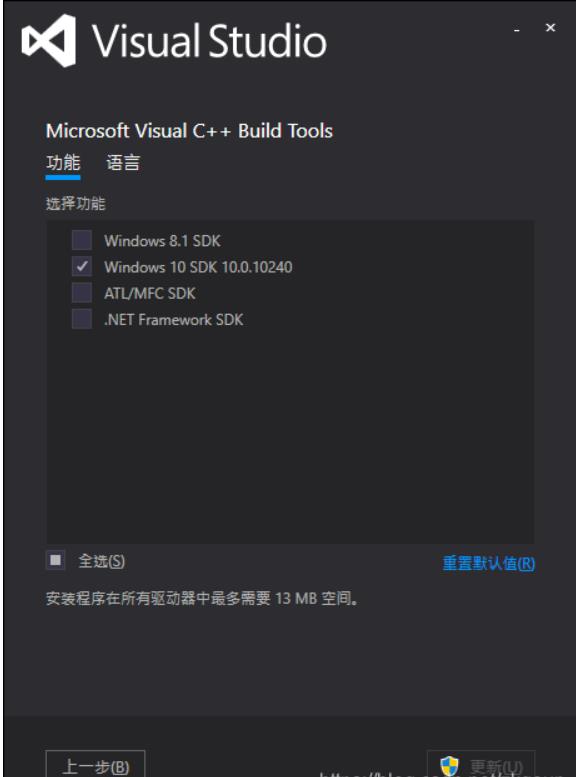 Visual Studio
Microsoft Visual C++ Build Tools
功能 语言
选择功能
Windows 8.1 SDK
Windows 10 SDK 10.0.10240
ATL/MFC SDK
.NET Framework SDK
全选(S)
重置默认值(R)
安装程序在所有驱动器中最多需要 13 MB 空间。
上一步(B)
更新(U)